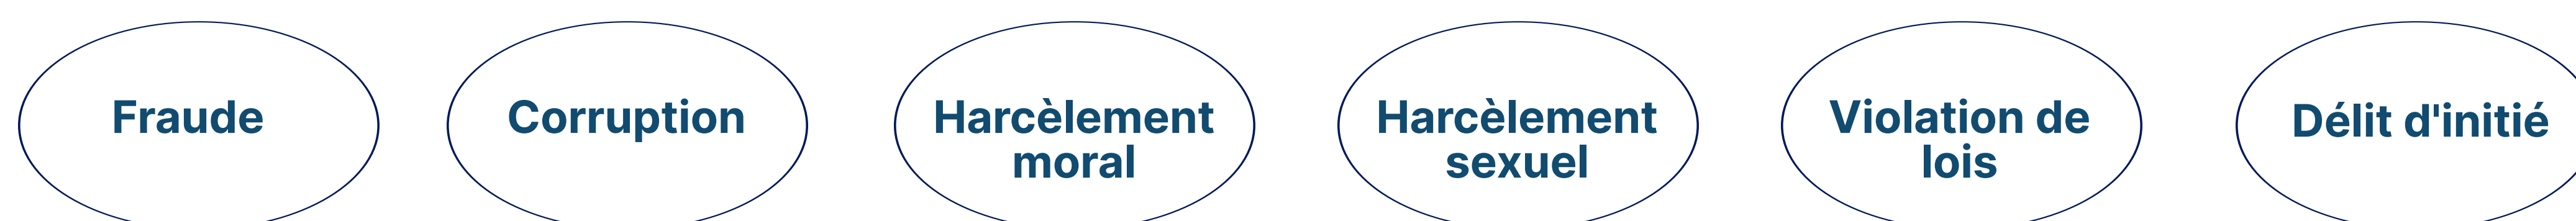 Fraude
Corruption
Harcèlement
moral
Harcèlement
sexuel
Violation de
lois
Délit d'initié